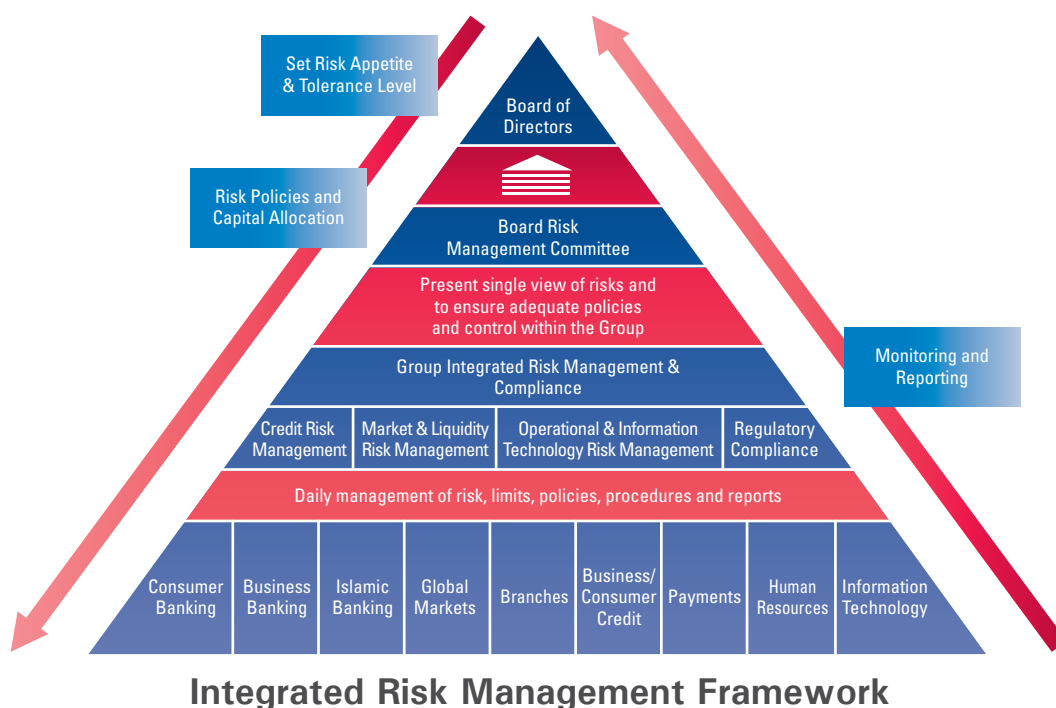 Set Risk Appetite
& Tolerance Level
Board of
Directors
Risk Policies and
Capital Allocation
Board Risk
Management Committee
Present single view of risks and
to ensure adequate policies
and control within the Group
Monitoring and
Reporting
Group Integrated Risk Management &
Compliance
Credit Risk
Management
Market & Liquidity
Risk Management
Operational & Information
Technology Risk Management
Regulatory
Compliance
Daily management of risk, limits, policies, procedures and reports
Consumer
Banking
Business
Banking
Islamic
Banking
Global
Markets
Branches
Business/
Consumer
Credit
Payments
Human
Resources
Information
Technology
Integrated Risk Management Framework